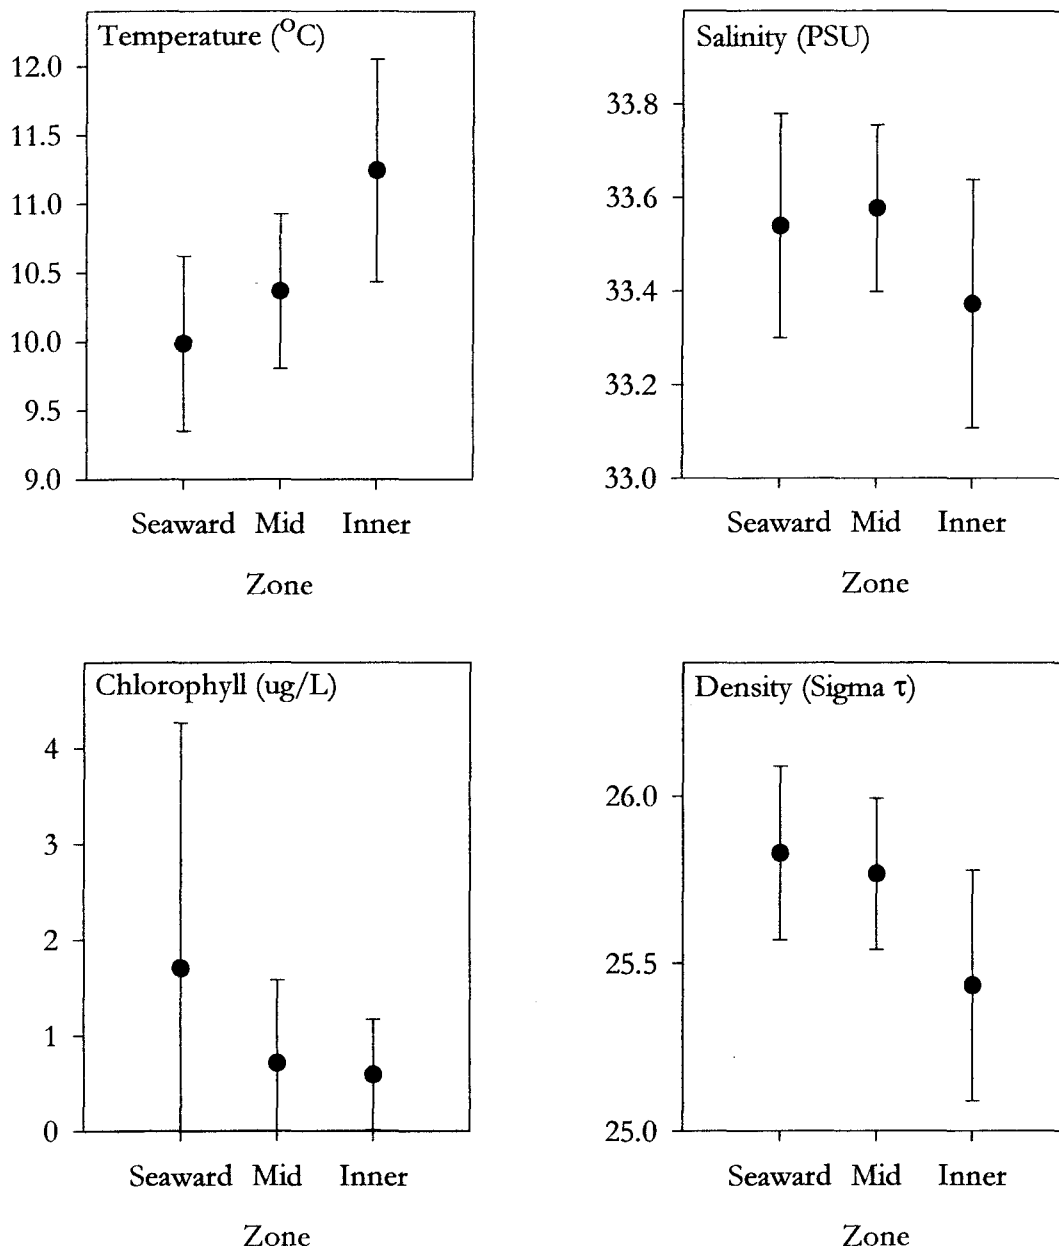 Temperature (°C)
12.0
11.5
11.0
10.5
10.0
9.5
9.0
Seaward Mid Inner
Zone
Salinity (PSU)
33.8
33.6
33.4
33.2
33.0
Seaward Mid Inner
Zone
Chlorophyll (ug/L)
4
3
2
1
0
Seaward Mid Inner
Zone
Density (Sigma τ)
26.0
25.5
25.0
Seaward Mid Inner
Zone